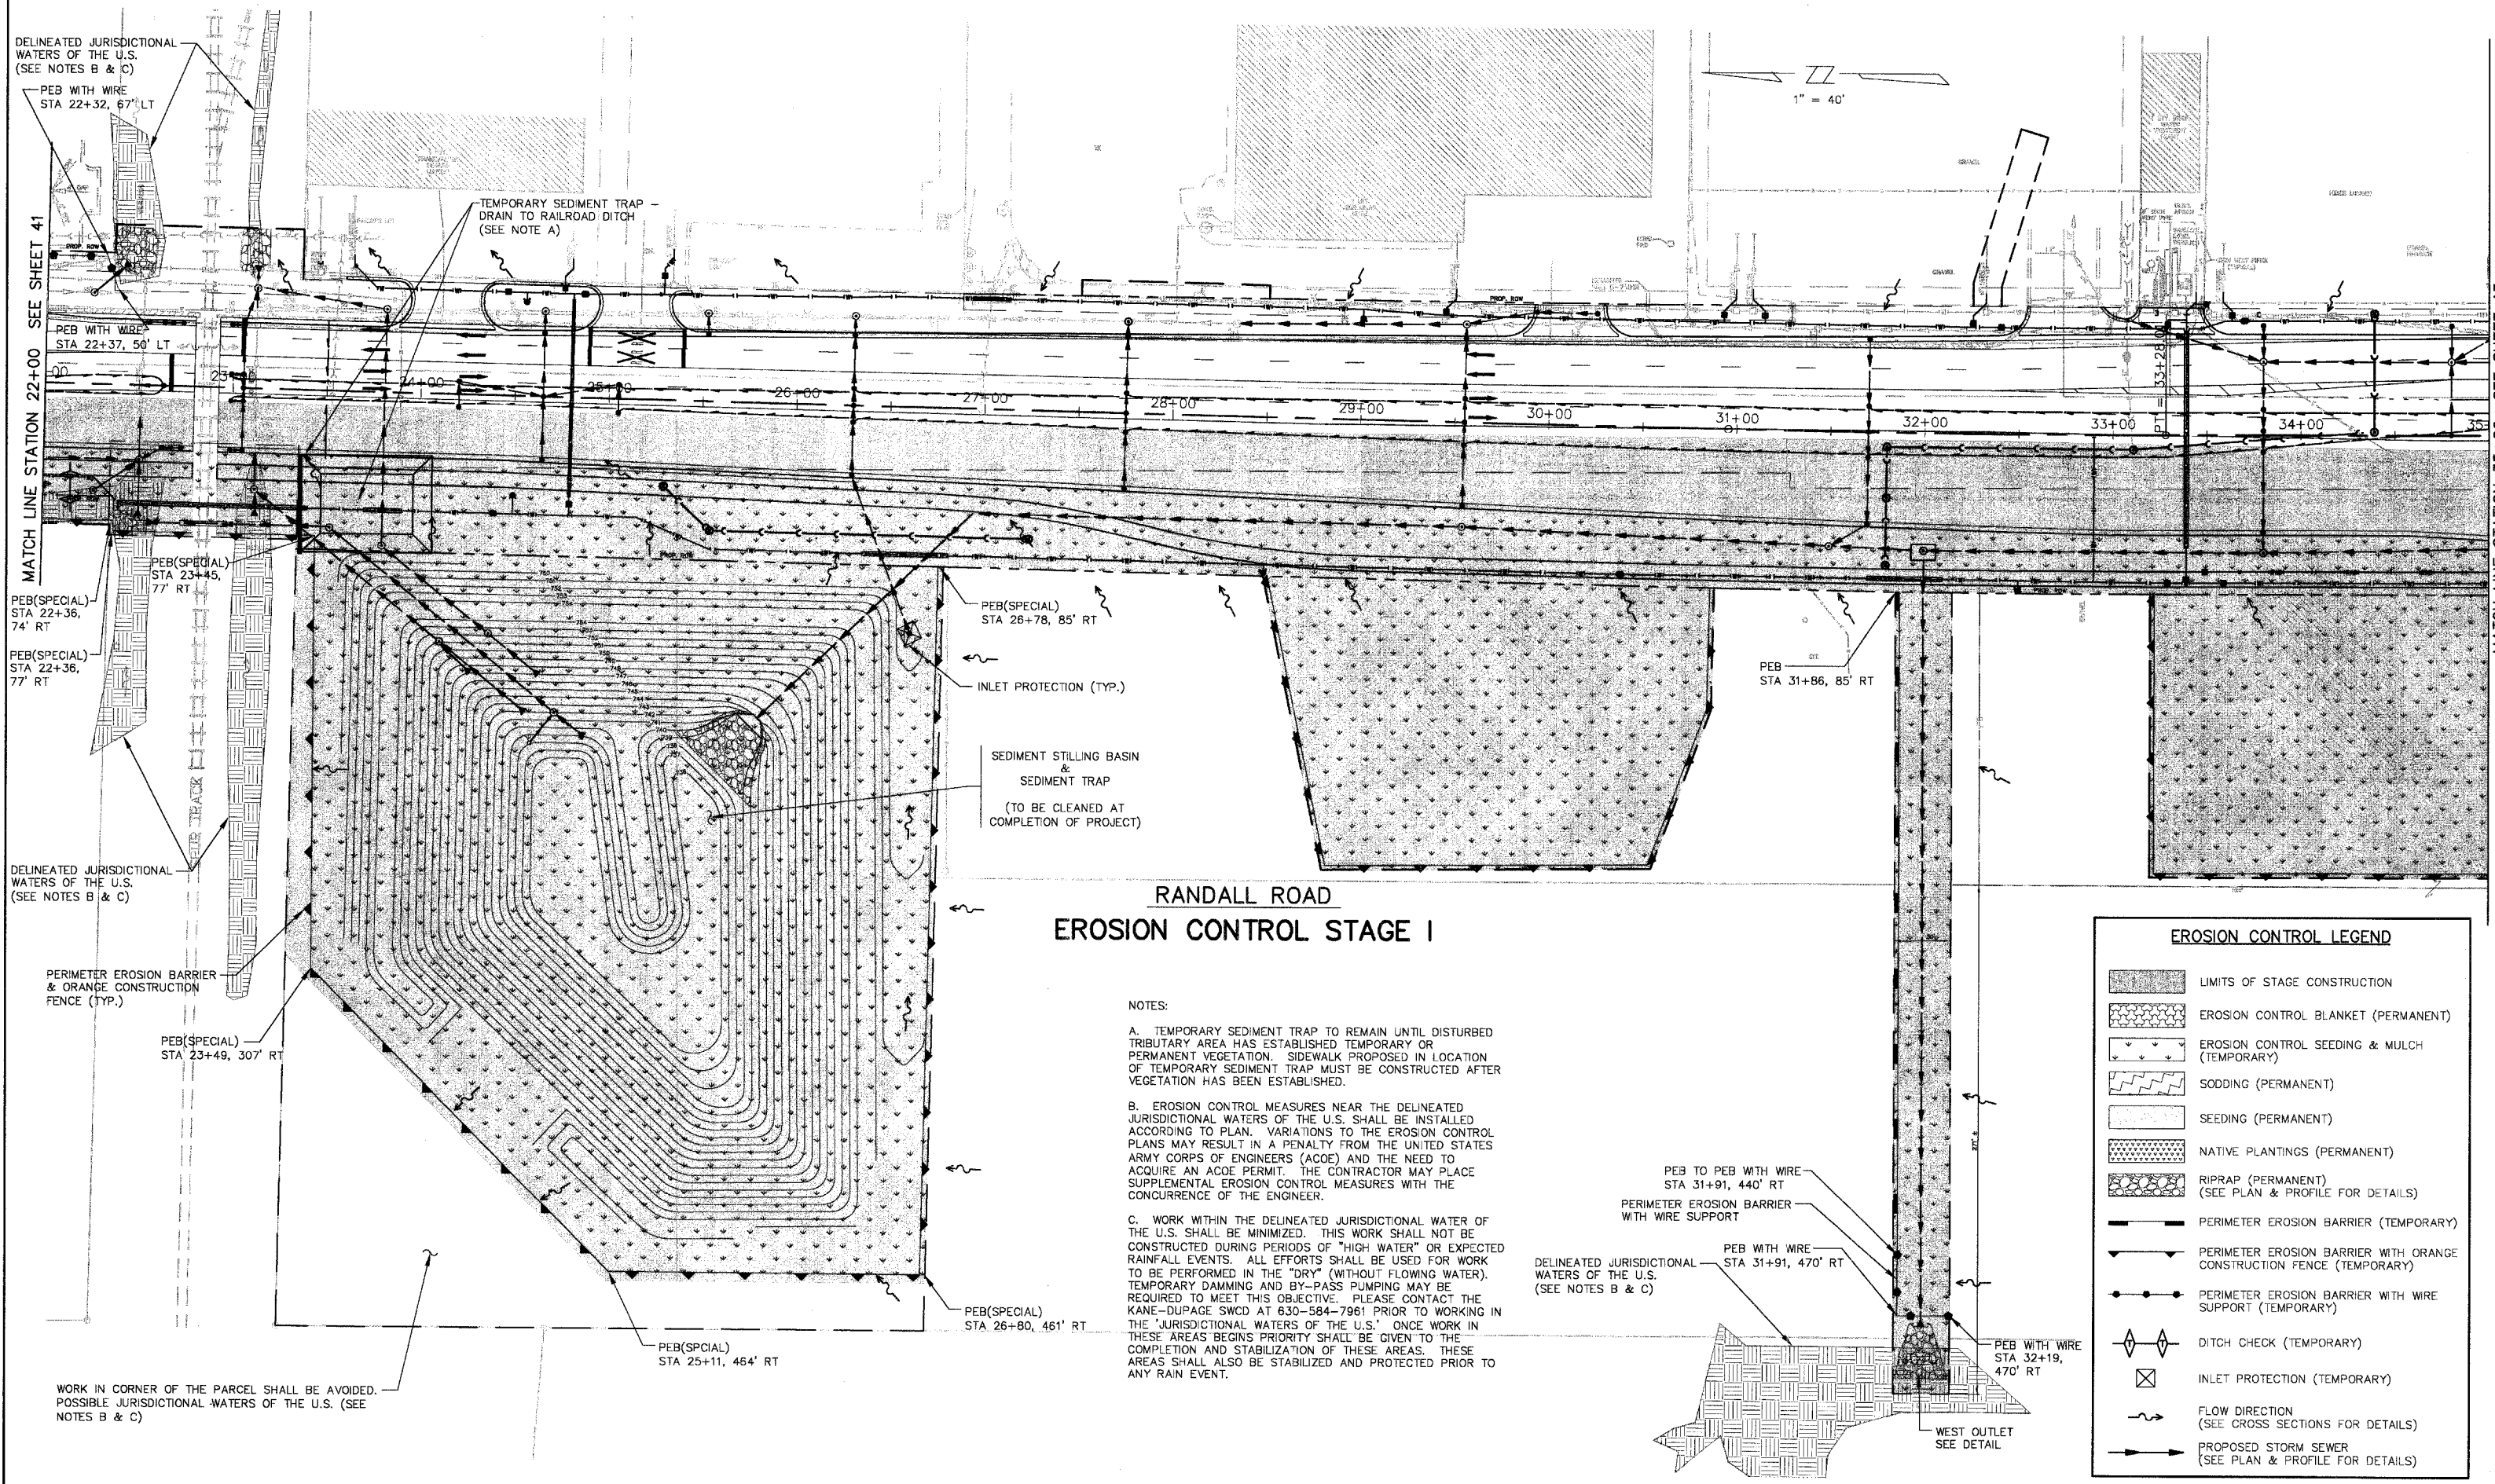 DELINEATED JURISDICTIONAL
WATERS OF THE U.S.
(SEE NOTES B & C)
PEB WITH WIRE
STA 22+32, 67' LT
MATCH LINE STATION 22+00 SEE SHEET 41
PROP. ROW
PEB WITH WIRE
STA 22+37, 50' LT
TEMPORARY SEDIMENT TRAP -
DRAIN TO RAILROAD DITCH
(SEE NOTE A)
1" = 40'
GRAVEL
GRAVEL
PROP. ROW
24+00
26+00
27+00
28+00
29+00
30+00
31+00
32+00
33+00
34+00
PROP. ROW
PROP. ROW
PEB(SPECIAL)
STA 23+45,
77' RT
PEB(SPECIAL)
STA 22+36,
74' RT
PEB(SPECIAL)
STA 22+36,
77' RT
PEB(SPECIAL)
STA 26+78, 85' RT
INLET PROTECTION (TYP.)
PEB
STA 31+86, 85' RT
SEDIMENT STILLING BASIN
&
SEDIMENT TRAP
(TO BE CLEANED AT
COMPLETION OF PROJECT)
DELINEATED JURISDICTIONAL
WATERS OF THE U.S.
(SEE NOTES B & C)
TRACK
PERIMETER EROSION BARRIER
& ORANGE CONSTRUCTION
FENCE (TYP.)
PEB(SPECIAL)
STA 23+49, 307' RT
RANDALL ROAD
EROSION CONTROL STAGE I
NOTES:
A. TEMPORARY SEDIMENT TRAP TO REMAIN UNTIL DISTURBED
TRIBUTARY AREA HAS ESTABLISHED TEMPORARY OR
PERMANENT VEGETATION. SIDEWALK PROPOSED IN LOCATION
OF TEMPORARY SEDIMENT TRAP MUST BE CONSTRUCTED AFTER
VEGETATION HAS BEEN ESTABLISHED.
B. EROSION CONTROL MEASURES NEAR THE DELINEATED
JURISDICTIONAL WATERS OF THE U.S. SHALL BE INSTALLED
ACCORDING TO PLAN. VARIATIONS TO THE EROSION CONTROL
PLANS MAY RESULT IN A PENALTY FROM THE UNITED STATES
ARMY CORPS OF ENGINEERS (ACOE) AND THE NEED TO
ACQUIRE AN ACOE PERMIT. THE CONTRACTOR MAY PLACE
SUPPLEMENTAL EROSION CONTROL MEASURES WITH THE
CONCURRENCE OF THE ENGINEER.
C. WORK WITHIN THE DELINEATED JURISDICTIONAL WATER OF
THE U.S. SHALL BE MINIMIZED. THIS WORK SHALL NOT BE
CONSTRUCTED DURING PERIODS OF "HIGH WATER" OR EXPECTED
RAINFALL EVENTS. ALL EFFORTS SHALL BE USED FOR WORK
TO BE PERFORMED IN THE "DRY" (WITHOUT FLOWING WATER).
TEMPORARY DAMMING AND BY-PASS PUMPING MAY BE
REQUIRED TO MEET THIS OBJECTIVE. PLEASE CONTACT THE
KANE-DUPAGE SWCD AT 630-584-7961 PRIOR TO WORKING IN
THE 'JURISDICTIONAL WATERS OF THE U.S.' ONCE WORK IN
THESE AREAS BEGINS PRIORITY SHALL BE GIVEN TO THE
COMPLETION AND STABILIZATION OF THESE AREAS. THESE
AREAS SHALL ALSO BE STABILIZED AND PROTECTED PRIOR TO
ANY RAIN EVENT.
PEB(SPECIAL)
STA 26+80, 461' RT
PEB(SPCIAL)
STA 25+11, 464' RT
WORK IN CORNER OF THE PARCEL SHALL BE AVOIDED.
POSSIBLE JURISDICTIONAL WATERS OF THE U.S. (SEE
NOTES B & C)
PEB TO PEB WITH WIRE
STA 31+91, 440' RT
PERIMETER EROSION BARRIER
WITH WIRE SUPPORT
PEB WITH WIRE
STA 31+91, 470' RT
DELINEATED JURISDICTIONAL
WATERS OF THE U.S.
(SEE NOTES B & C)
PEB WITH WIRE
STA 32+19,
470' RT
WEST OUTLET
SEE DETAIL
EROSION CONTROL LEGEND
LIMITS OF STAGE CONSTRUCTION
EROSION CONTROL BLANKET (PERMANENT)
EROSION CONTROL SEEDING & MULCH
(TEMPORARY)
SODDING (PERMANENT)
SEEDING (PERMANENT)
NATIVE PLANTINGS (PERMANENT)
RIPRAP (PERMANENT)
(SEE PLAN & PROFILE FOR DETAILS)
PERIMETER EROSION BARRIER (TEMPORARY)
PERIMETER EROSION BARRIER WITH ORANGE
CONSTRUCTION FENCE (TEMPORARY)
PERIMETER EROSION BARRIER WITH WIRE
SUPPORT (TEMPORARY)
DITCH CHECK (TEMPORARY)
INLET PROTECTION (TEMPORARY)
FLOW DIRECTION
(SEE CROSS SECTIONS FOR DETAILS)
PROPOSED STORM SEWER
(SEE PLAN & PROFILE FOR DETAILS)